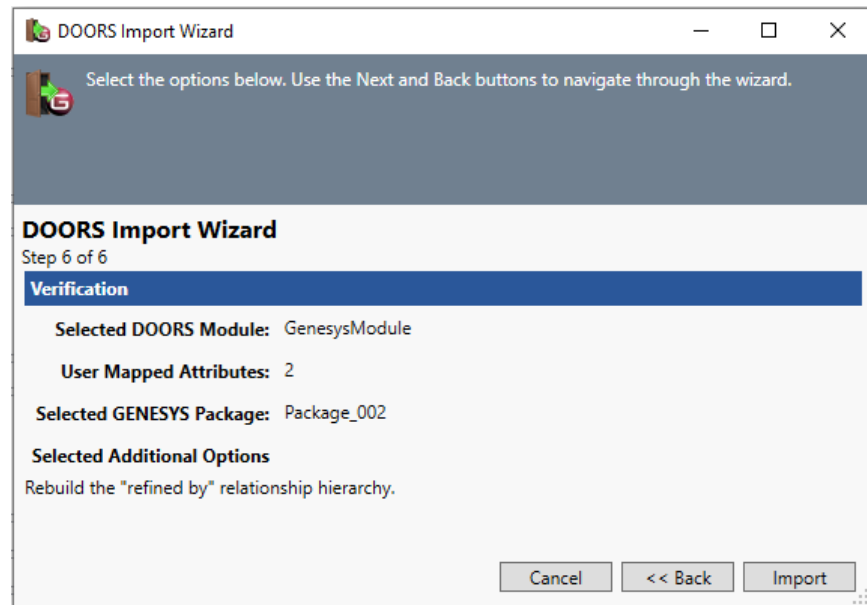 DOORS Import Wizard
Select the options below. Use the Next and Back buttons to navigate through the wizard.
DOORS Import Wizard
Step 6 of 6
Verification
Selected DOORS Module: GenesysModule
User Mapped Attributes: 2
Selected GENESYS Package: Package_002
Selected Additional Options
Rebuild the "refined by" relationship hierarchy.
Cancel << Back Import